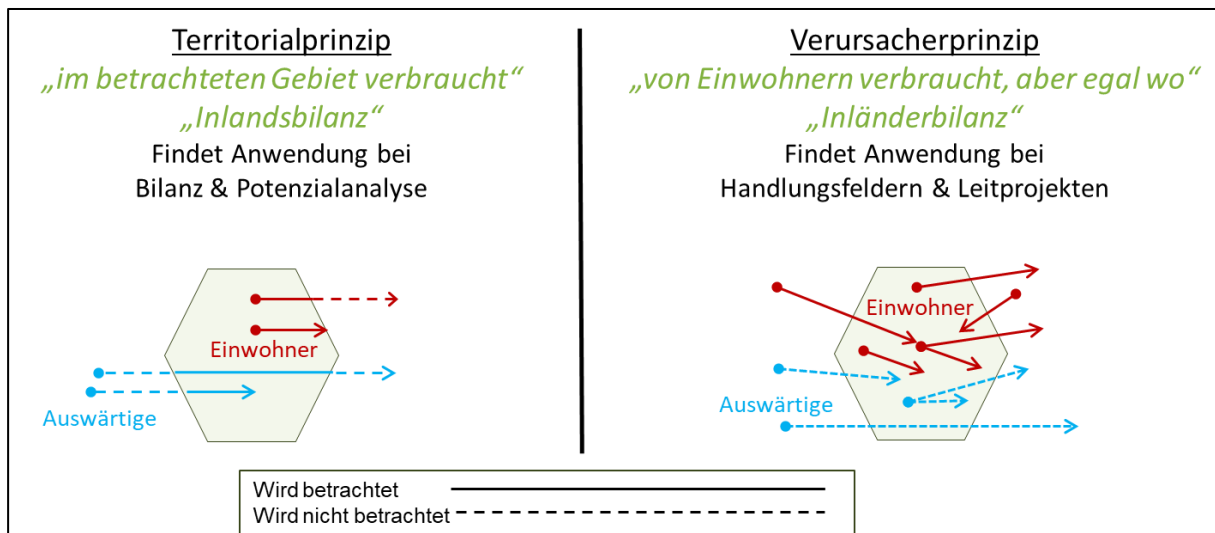 Territorialprinzip
„im betrachteten Gebiet verbraucht“
„Inlandsbilanz“
Findet Anwendung bei
Bilanz & Potenzialanalyse
Einwohner
Auswärtige
Verursacherprinzip
„von Einwohnern verbraucht, aber egal wo“
„Inländerbilanz“
Findet Anwendung bei
Handlungsfeldern & Leitprojekten
Einwohner
Auswärtige
Wird betrachtet
Wird nicht betrachtet